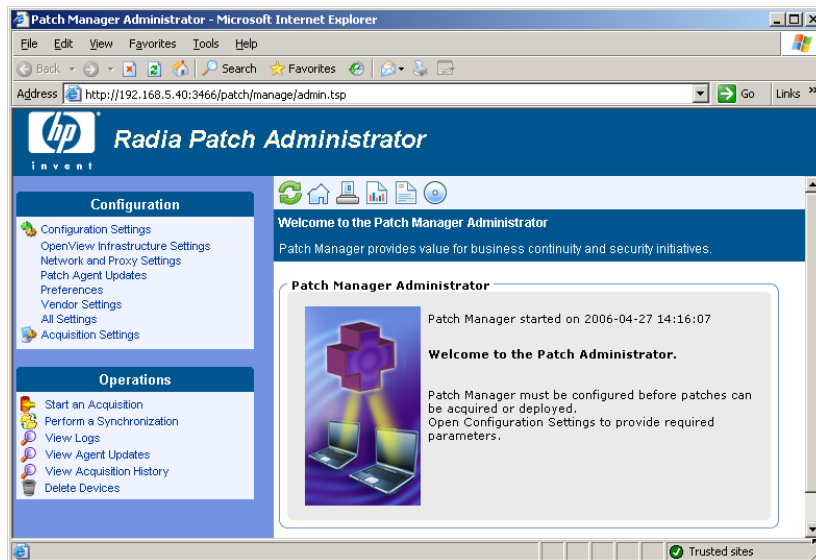 Patch Manager Administrator - Microsoft Internet Explorer
File Edit View Favorites Tools Help
Back Search Favorites
Address http://192.168.5.40:3466/patch/manage/admin.tsp Go Links »
hp
invent
Radia Patch Administrator
Configuration
Configuration Settings
OpenView Infrastructure Settings
Network and Proxy Settings
Patch Agent Updates
Preferences
Vendor Settings
All Settings
Acquisition Settings
Operations
Start an Acquisition
Perform a Synchronization
View Logs
View Agent Updates
View Acquisition History
Delete Devices
Welcome to the Patch Manager Administrator
Patch Manager provides value for business continuity and security initiatives.
Patch Manager Administrator
Patch Manager started on 2006-04-27 14:16:07
Welcome to the Patch Administrator.
Patch Manager must be configured before patches can
be acquired or deployed.
Open Configuration Settings to provide required
parameters.
Trusted sites